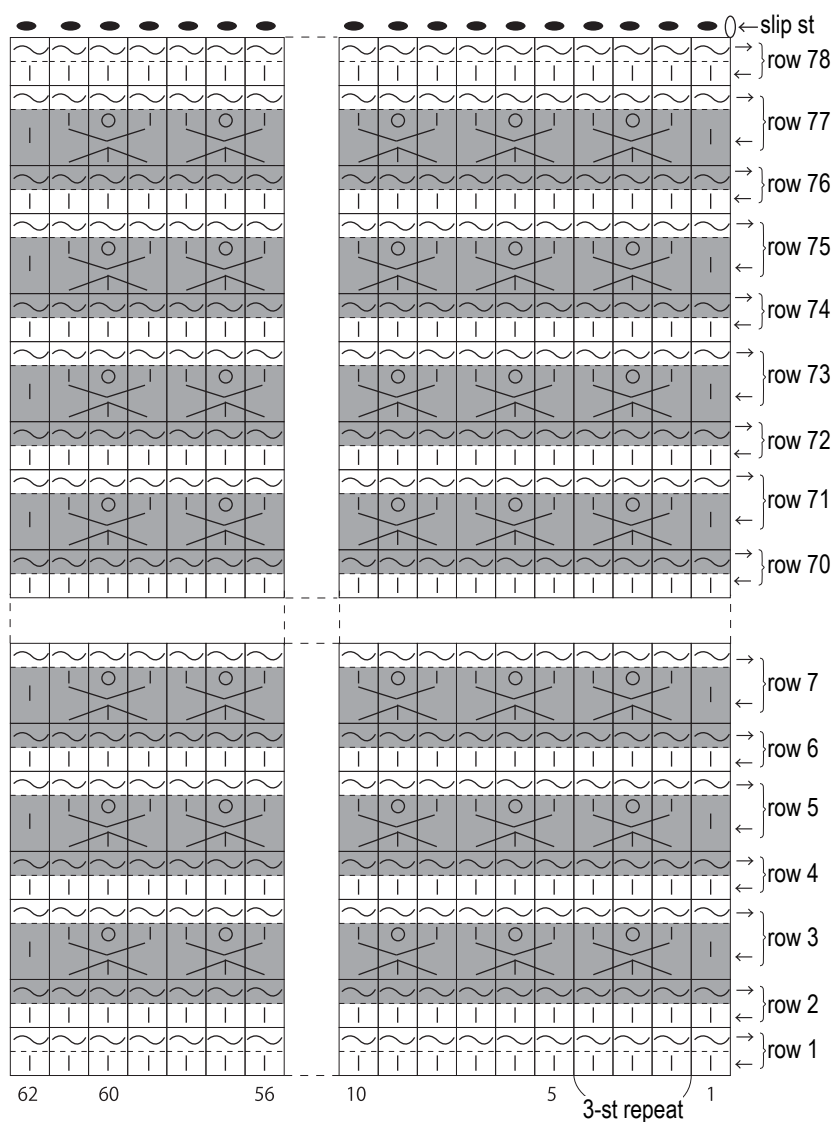 slip st
row 78
row 77
row 76
row 75
row 74
row 73
row 72
row 71
row 70
row 7
row 6
row 5
row 4
row 3
row 2
row 1
62 60 56 10 5 1
3-st repeat